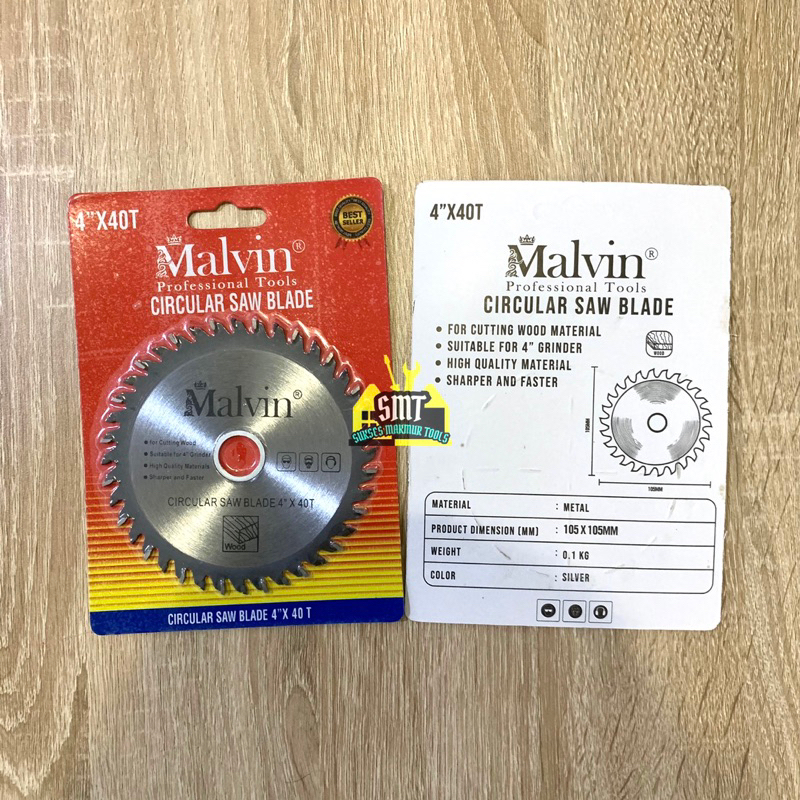 4"X40T
BEST
SELLER
Malvin®
Professional Tools
CIRCULAR SAW BLADE
Malvin®
for Cutting Wood
Suitable for 4" Grinder
High Quality Materials
Sharper and Faster
CIRCULAR SAW BLADE 4" X 40T
Wood
CIRCULAR SAW BLADE 4"X 40 T
SMT
SUKSES MAKMUR TOOLS
4"X40T
Malvin®
Professional Tools
CIRCULAR SAW BLADE
• FOR CUTTING WOOD MATERIAL
• SUITABLE FOR 4" GRINDER
• HIGH QUALITY MATERIAL
• SHARPER AND FASTER
WOOD
105MM
105MM
MATERIAL : METAL
PRODUCT DIMENSION (MM) : 105 X 105MM
WEIGHT : 0.1 KG
COLOR : SILVER